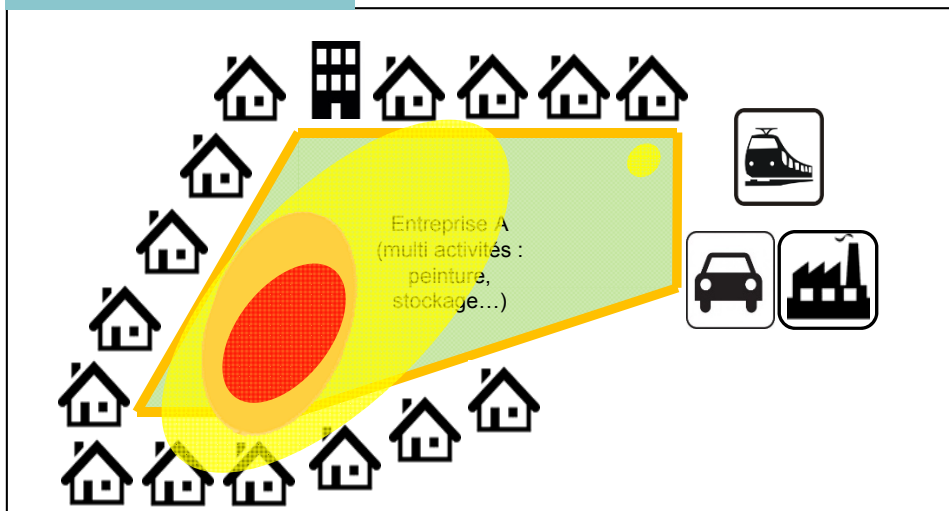 Entreprise A
(multi activités :
peinture,
stockage...)